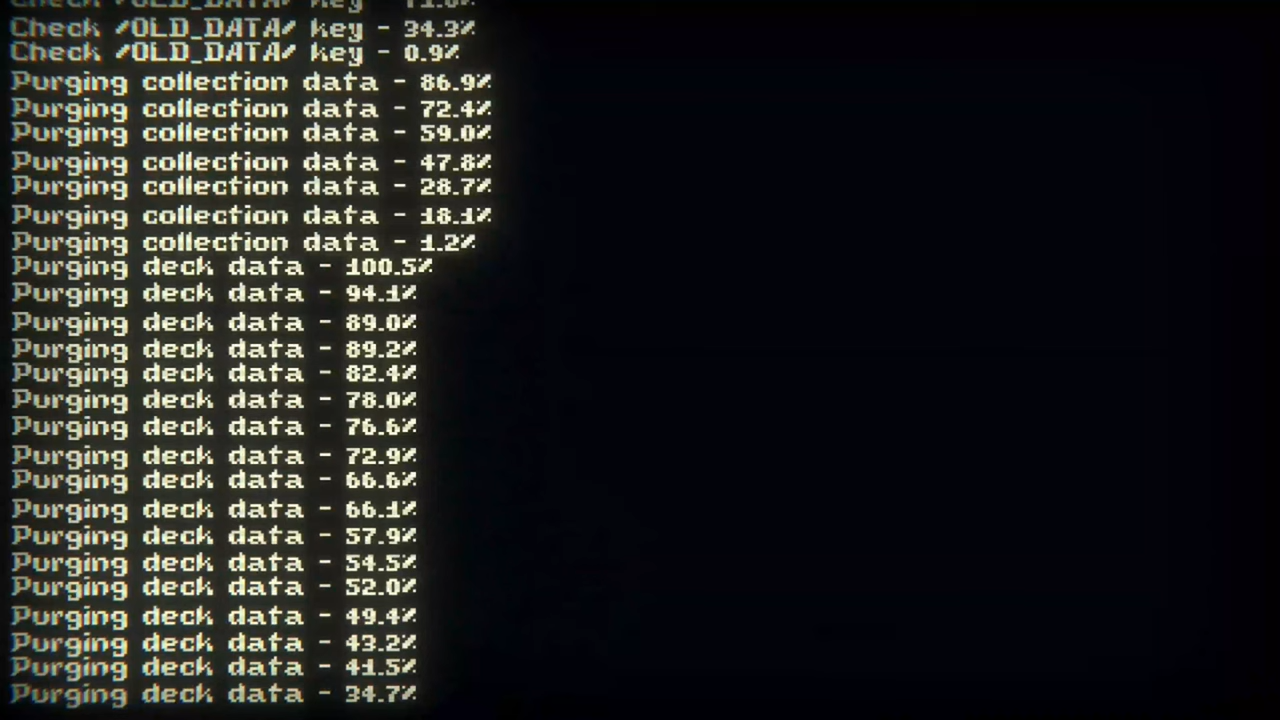 Check /OLD_DATA/ key - 71.0%
Check /OLD_DATA/ key - 34.3%
Check /OLD_DATA/ key - 0.9%
Purging collection data - 86.9%
Purging collection data - 72.4%
Purging collection data - 59.0%
Purging collection data - 47.8%
Purging collection data - 28.7%
Purging collection data - 18.1%
Purging collection data - 1.2%
Purging deck data - 100.5%
Purging deck data - 94.1%
Purging deck data - 89.0%
Purging deck data - 89.2%
Purging deck data - 82.4%
Purging deck data - 78.0%
Purging deck data - 76.6%
Purging deck data - 72.9%
Purging deck data - 66.6%
Purging deck data - 66.1%
Purging deck data - 57.9%
Purging deck data - 54.5%
Purging deck data - 52.0%
Purging deck data - 49.4%
Purging deck data - 43.2%
Purging deck data - 41.5%
Purging deck data - 34.7%